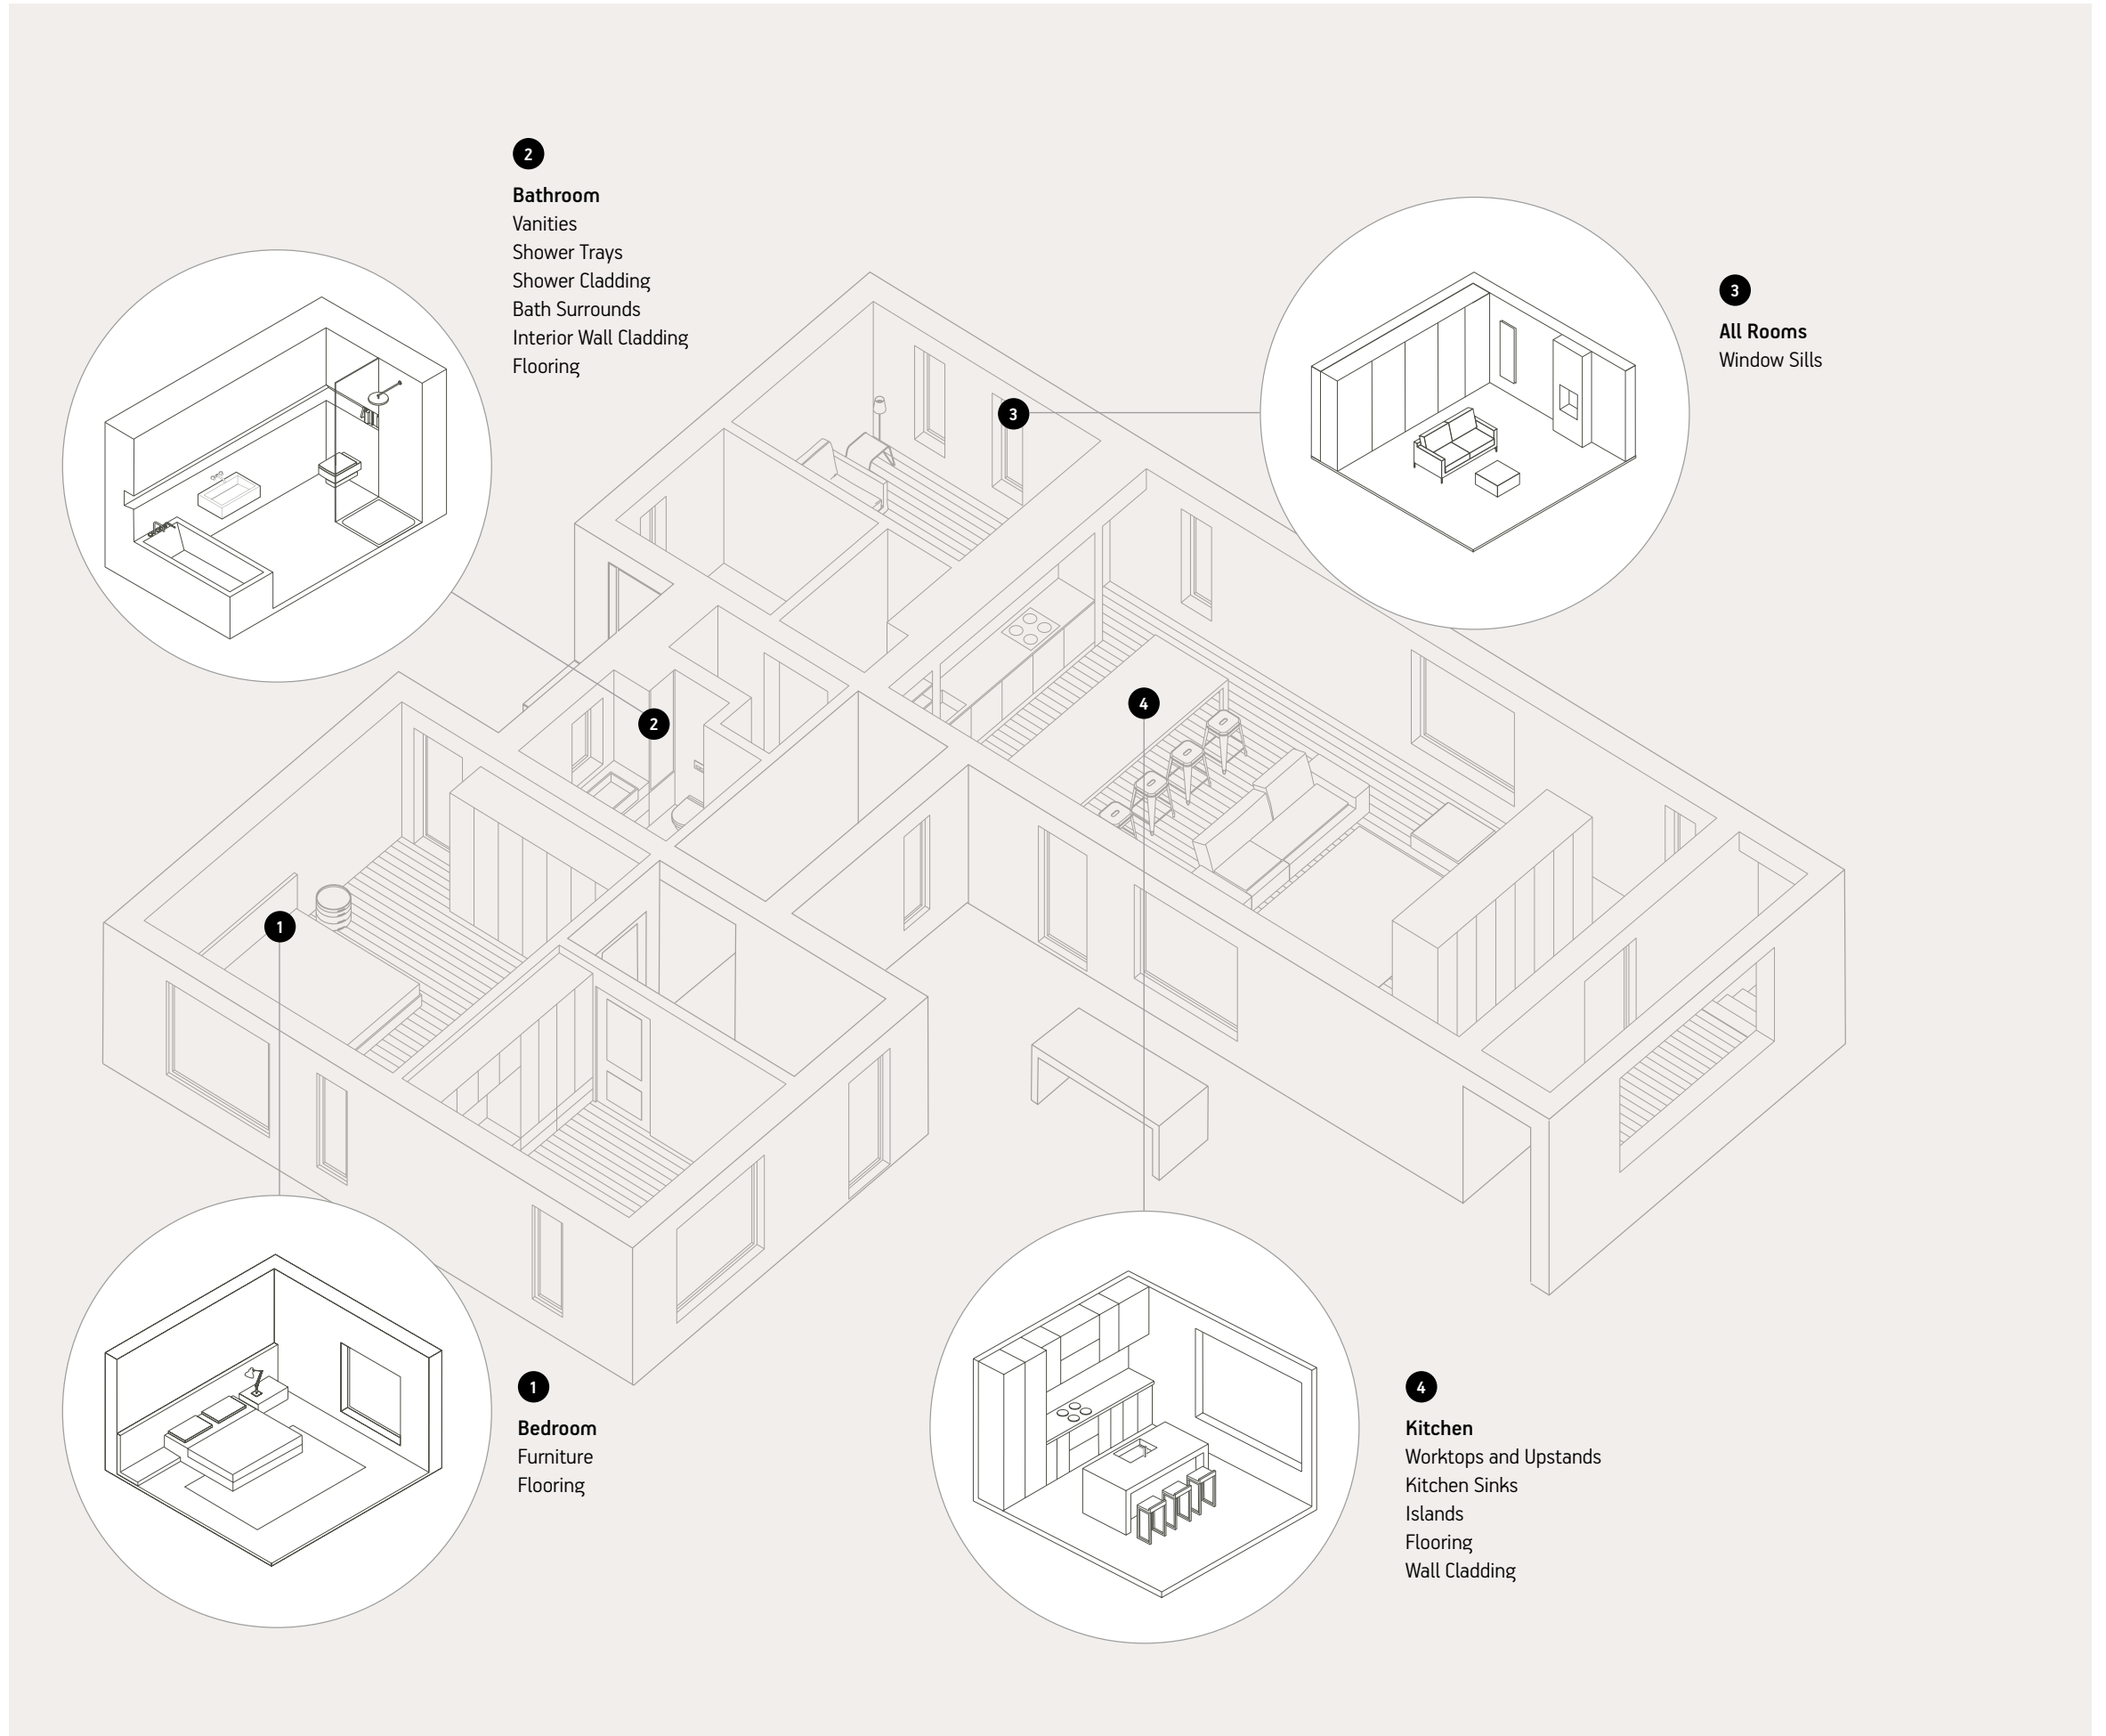 2
Bathroom
Vanities
Shower Trays
Shower Cladding
Bath Surrounds
Interior Wall Cladding
Flooring
3
All Rooms
Window Sills
3
2
4
1
1
Bedroom
Furniture
Flooring
4
Kitchen
Worktops and Upstands
Kitchen Sinks
Islands
Flooring
Wall Cladding